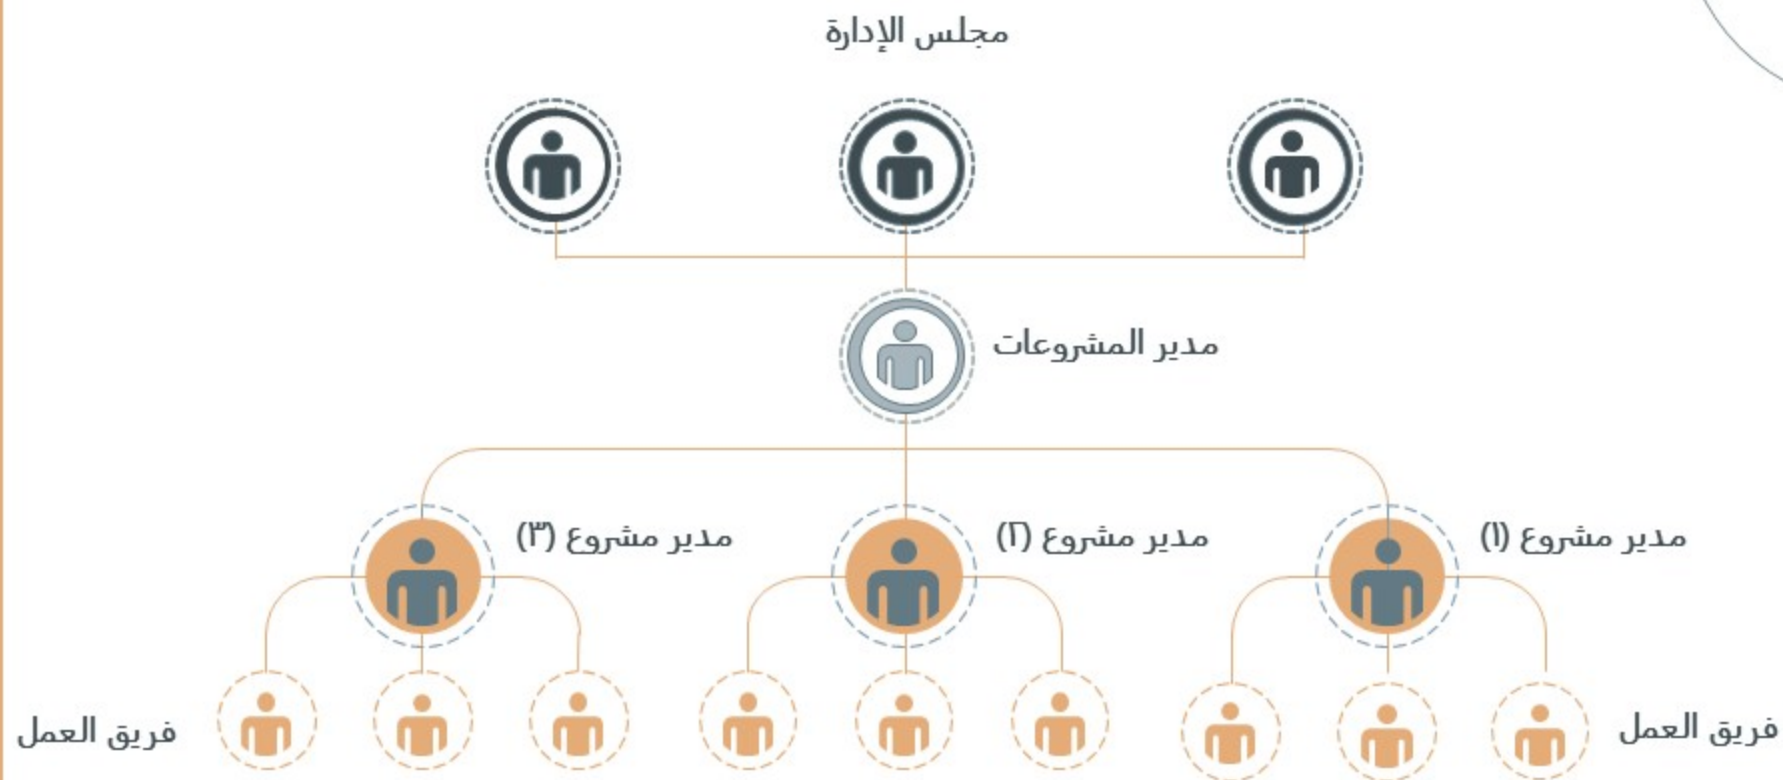 مجلس الإدارة
مدير المشروعات
مدير مشروع (١)
مدير مشروع (٢)
مدير مشروع (٣)
فريق العمل
فريق العمل